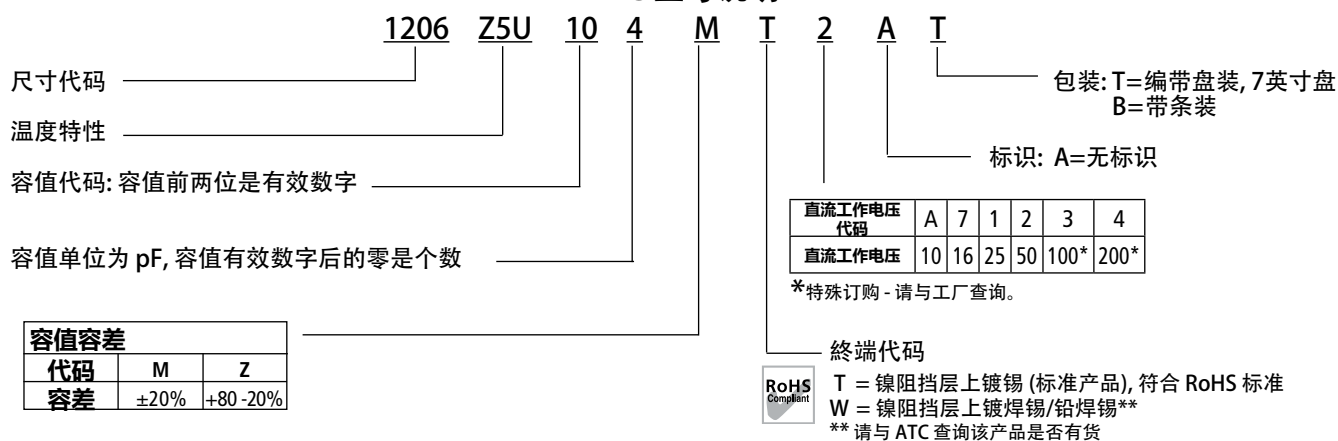 1206 Z5U 10 4 M T 2 A T
尺寸代码
包装: T=编带盘装, 7英寸盘
B=带条装
温度特性
标识: A=无标识
容值代码: 容值前两位是有效数字
直流工作电压代码 A 7 1 2 3 4
直流工作电压 10 16 25 50 100* 200*
容值单位为 pF, 容值有效数字后的零是个数
*特殊订购 - 请与工厂查询。
容值容差
代码 M Z
容差 ±20% +80 -20%
終端代码
RoHS
Compliant
T = 镍阻挡层上镀锡 (标准产品), 符合 RoHS 标准
W = 镍阻挡层上镀焊锡/铅焊锡**
** 请与 ATC 查询该产品是否有货